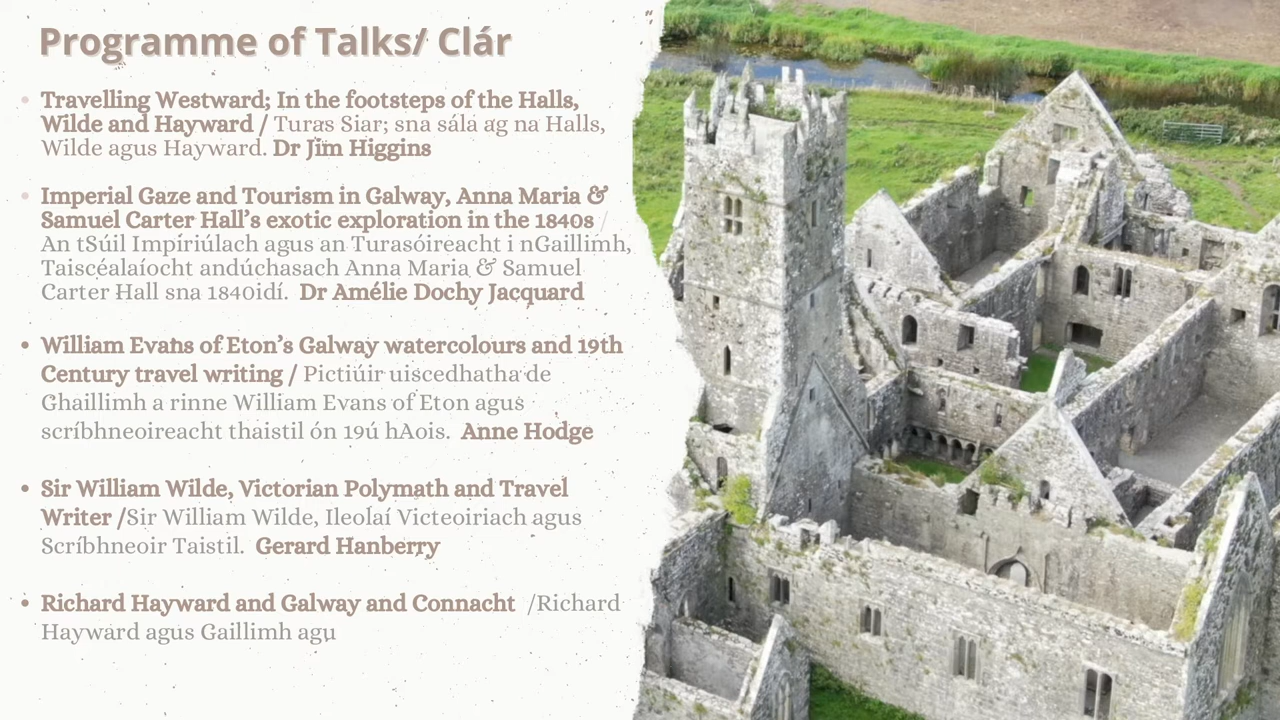 Programme of Talks/ Clár
Travelling Westward; In the footsteps of the Halls,
Wilde and Hayward / Turas Siar; sna sála ag na Halls,
Wilde agus Hayward. Dr Jim Higgins
Imperial Gaze and Tourism in Galway, Anna Maria &
Samuel Carter Hall's exotic exploration in the 1840s /
An tSúil Impíriúlach agus an Turasóireacht i nGaillimh,
Taiscéalaíocht andúchasach Anna Maria & Samuel
Carter Hall sna 1840idí. Dr Amélie Dochy Jacquard
William Evans of Eton's Galway watercolours and 19th
Century travel writing / Pictiúir uiscedhatha de
Ghaillimh a rinne William Evans of Eton agus
scríbhneoireacht thaistil ón 19ú hAois. Anne Hodge
Sir William Wilde, Victorian Polymath and Travel
Writer /Sir William Wilde, Ileolaí Victeoiriach agus
Scríbhneoir Taistil. Gerard Hanberry
Richard Hayward and Galway and Connacht /Richard
Hayward agus Gaillimh agu